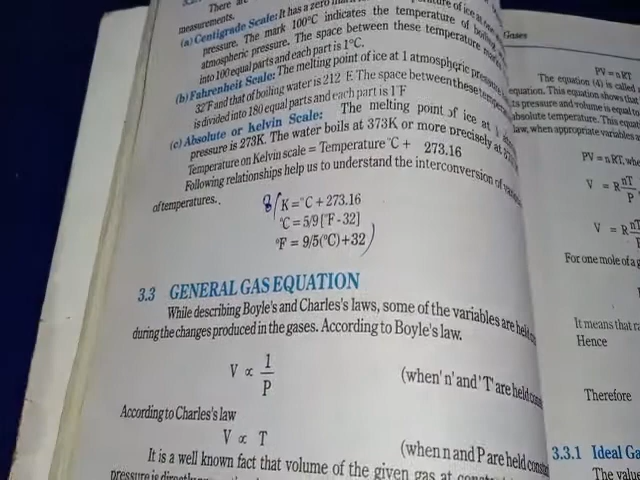 There are
measurements.
(a) Centigrade Scale: It has a zero
pressure. The mark 100°C indicates the temperature of boiling
atmospheric pressure. The space between these temperature marks
into 100 equal parts and each part is 1°C.
(b) Fahrenheit Scale: The melting point of ice at 1 atmospheric pressure
32°F and that of boiling water is 212 F. The space between these
is divided into 180 equal parts and each part is 1°F
(c) Absolute or kelvin Scale: The melting point of ice at 1
pressure is 273K. The water boils at 373K or more precisely at
Temperature on Kelvin scale = Temperature °C + 273.16
Following relationships help us to understand the interconversion of
of temperatures.
K = °C + 273.16
°C = 5/9 [°F - 32]
°F = 9/5(°C) + 32
3.3 GENERAL GAS EQUATION
While describing Boyle's and Charles's laws, some of the variables are held
during the changes produced in the gases. According to Boyle's law.
V ∝ 1/P (when 'n' and 'T' are held
According to Charles's law
V ∝ T (when n and P are held
It is a well known fact that volume of the given gas at
pressure is
Gases
PV = nRT
The equation (4) is called
equation. This equation shows that
its pressure and volume is equal to
absolute temperature. This
law, when appropriate variables
PV = nRT, whe
V = R nT/P
V = R
For one mole of a
It means that ra
Hence
Therefore
3.3.1 Ideal Ga
The value